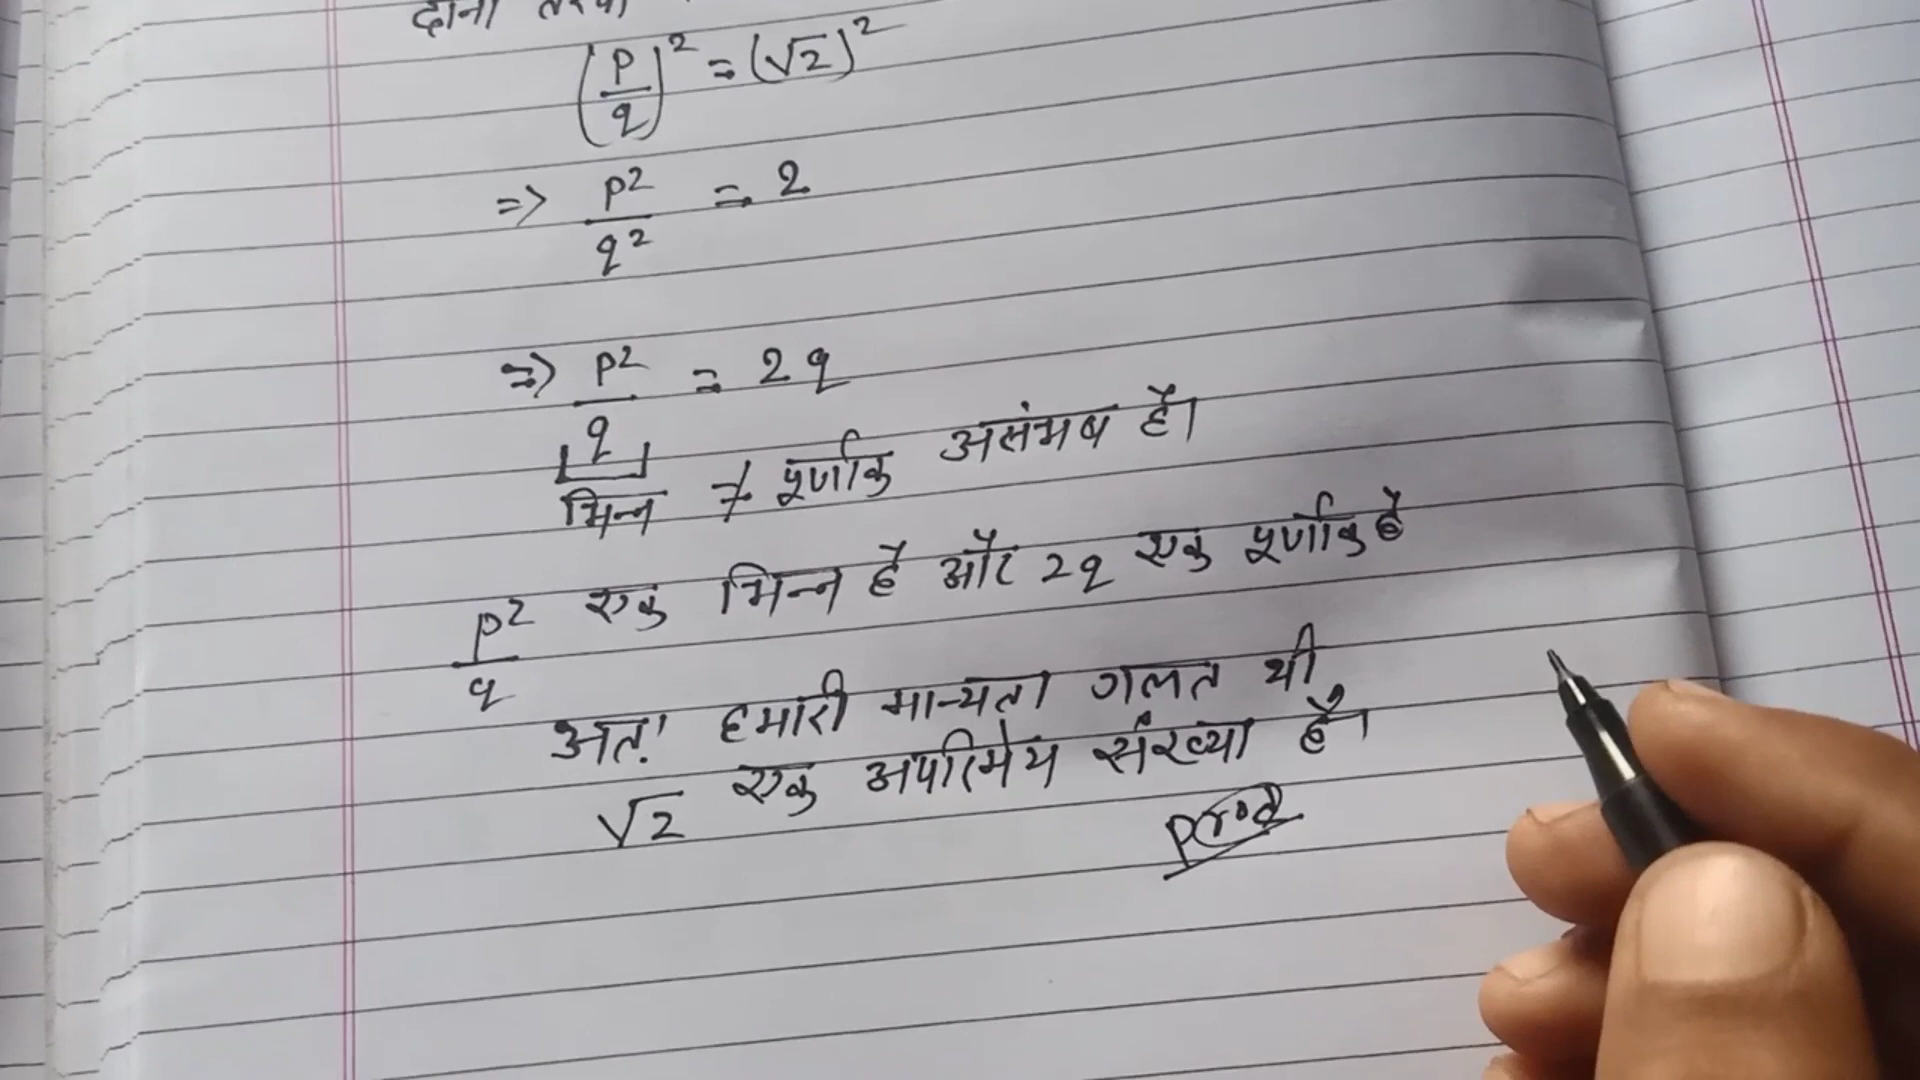 दोनों तरफ
(p/q)² = (√2)²
=> p²/q² = 2
=> p²/q = 2q
भिन्न ≠ पूर्णांक असंभव है।
p²/q एक भिन्न है और 2q एक पूर्णांक है
अत: हमारी मान्यता गलत थी
√2 एक अपरिमेय संख्या है।